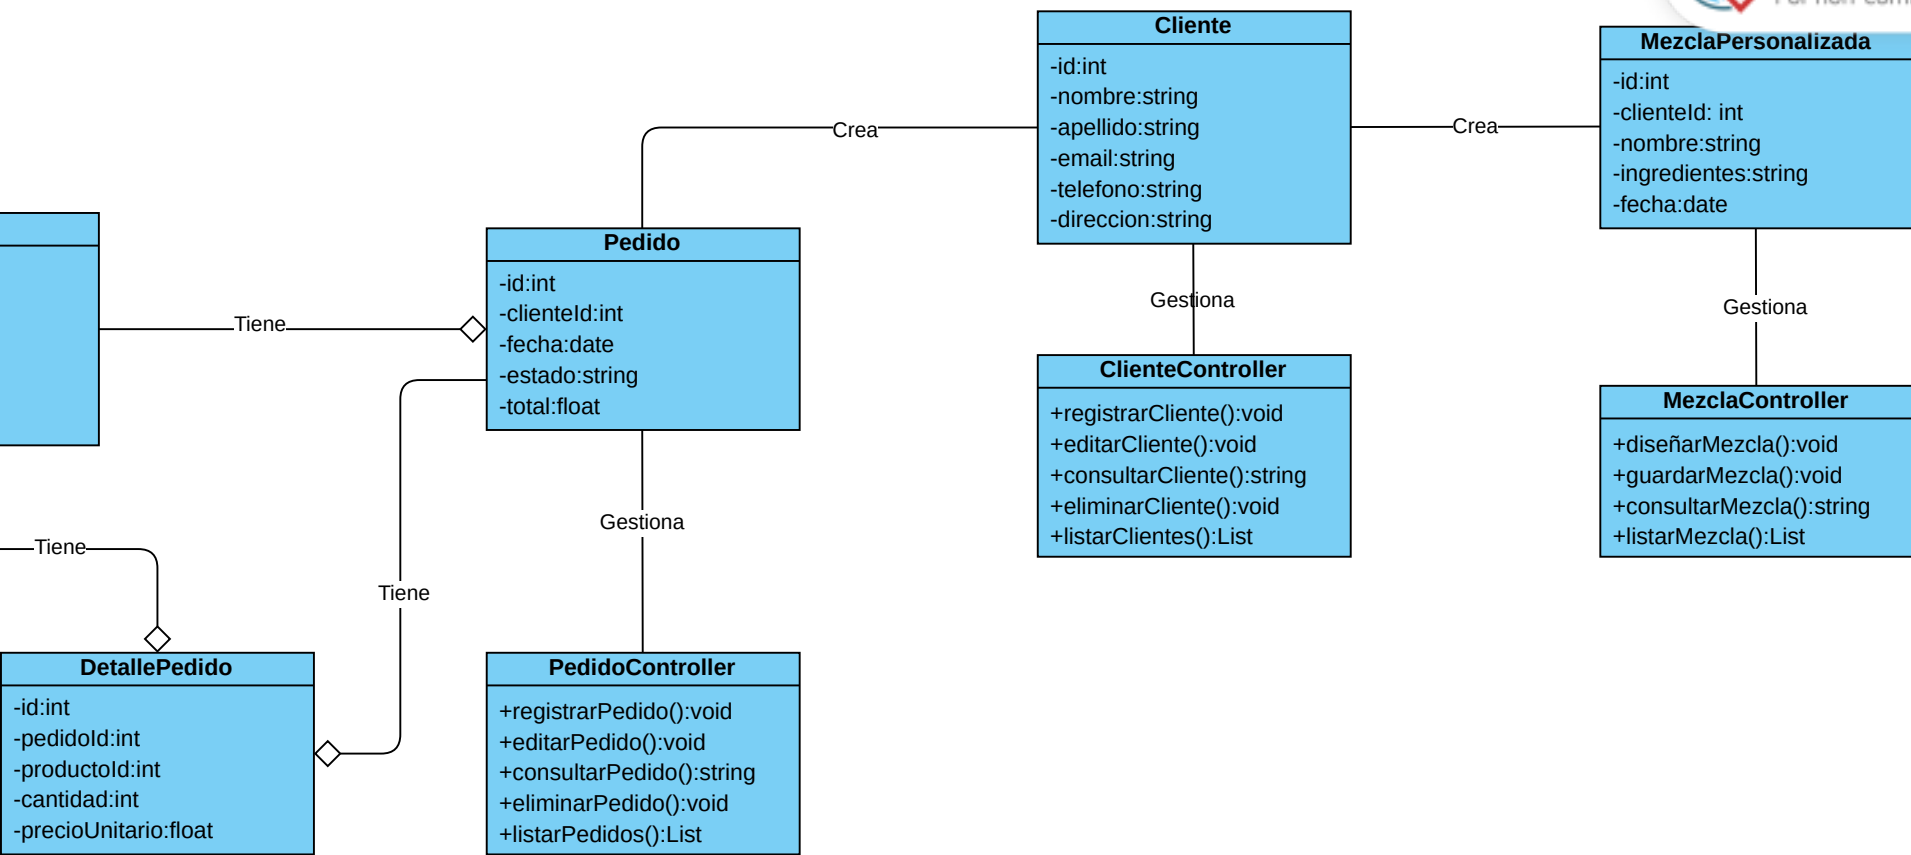 Cliente
-id:int
-nombre:string
-apellido:string
-email:string
-telefono:string
-direccion:string
Crea
Crea
MezclaPersonalizada
-id:int
-clienteId: int
-nombre:string
-ingredientes:string
-fecha:date
Pedido
-id:int
-clienteId:int
-fecha:date
-estado:string
-total:float
Tiene
Gestiona
Gestiona
ClienteController
+registrarCliente():void
+editarCliente():void
+consultarCliente():string
+eliminarCliente():void
+listarClientes():List
MezclaController
+diseñarMezcla():void
+guardarMezcla():void
+consultarMezcla():string
+listarMezcla():List
Gestiona
Tiene
Tiene
DetallePedido
-id:int
-pedidoId:int
-productoId:int
-cantidad:int
-precioUnitario:float
PedidoController
+registrarPedido():void
+editarPedido():void
+consultarPedido():string
+eliminarPedido():void
+listarPedidos():List